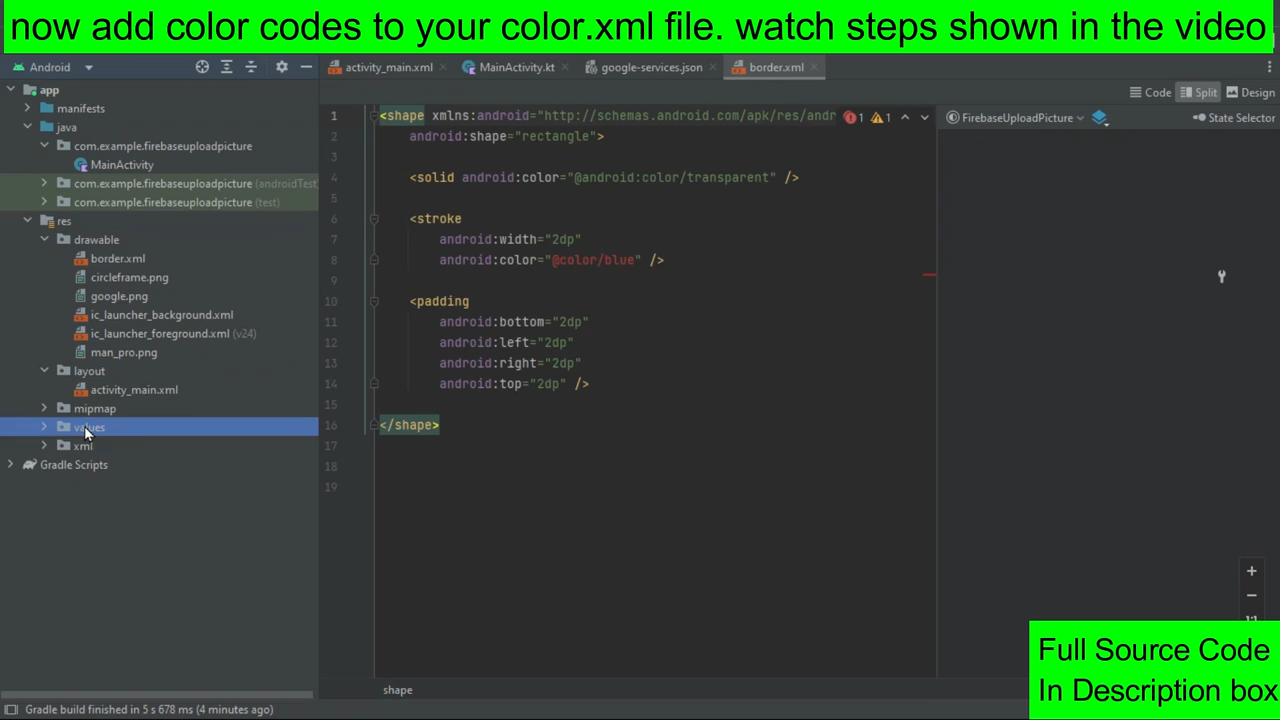 now add color codes to your color.xml file. watch steps shown in the video
Android
activity_main.xml
MainActivity.kt
google-services.json
border.xml
Code
Split
Design
app
manifests
java
com.example.firebaseuploadpicture
MainActivity
com.example.firebaseuploadpicture (androidTest
com.example.firebaseuploadpicture (test)
res
drawable
border.xml
circleframe.png
google.png
ic_launcher_background.xml
ic_launcher_foreground.xml (v24)
man_pro.png
layout
activity_main.xml
mipmap
values
xml
Gradle Scripts
1 <shape xmlns:android="http://schemas.android.com/apk/res/andr
1 1
2 android:shape="rectangle">
3
4 <solid android:color="@android:color/transparent" />
5
6 <stroke
7 android:width="2dp"
8 android:color="@color/blue" />
9
10 <padding
11 android:bottom="2dp"
12 android:left="2dp"
13 android:right="2dp"
14 android:top="2dp" />
15
16 </shape>
17
18
19
FirebaseUploadPicture
State Selector
+
−
1:1
shape
Full Source Code
In Description box
Gradle build finished in 5 s 678 ms (4 minutes ago)